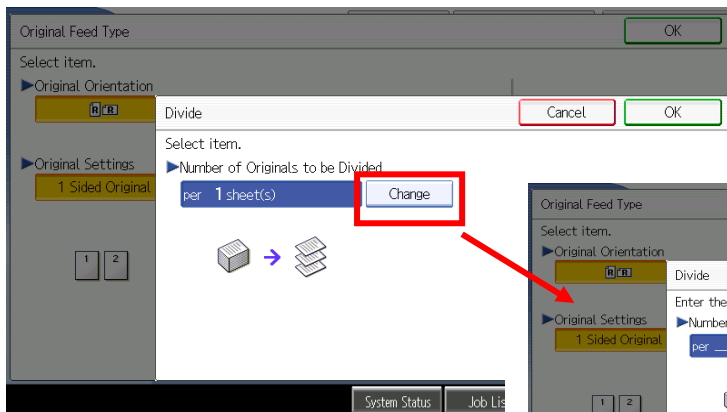 Original Feed Type
OK
Select item.
►Original Orientation
R R
Divide
Cancel
OK
Select item.
►Number of Originals to be Divided
►Original Settings
1 Sided Original
per 1 sheet(s)
Change
1 2
System Status
Job Lis
Original Feed Type
Select item.
►Original Orientation
R R
Divide
Enter the
►Number
►Original Settings
1 Sided Original
per __
1 2